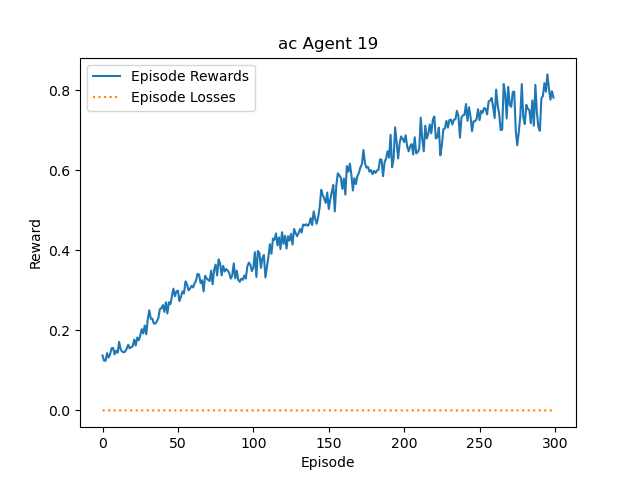 ac Agent 19
Episode Rewards
Episode Losses
Reward
0.8
0.6
0.4
0.2
0.0
0 50 100 150 200 250 300
Episode